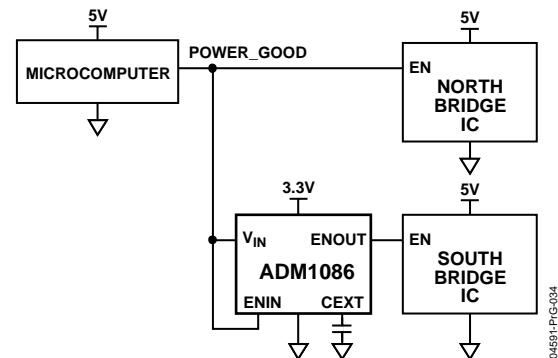 5V
MICROCOMPUTER
POWER_GOOD
5V
EN
NORTH
BRIDGE
IC
3.3V
VIN
ENOUT
ADM1086
ENIN
CEXT
5V
EN
SOUTH
BRIDGE
IC
04591-PrG-034